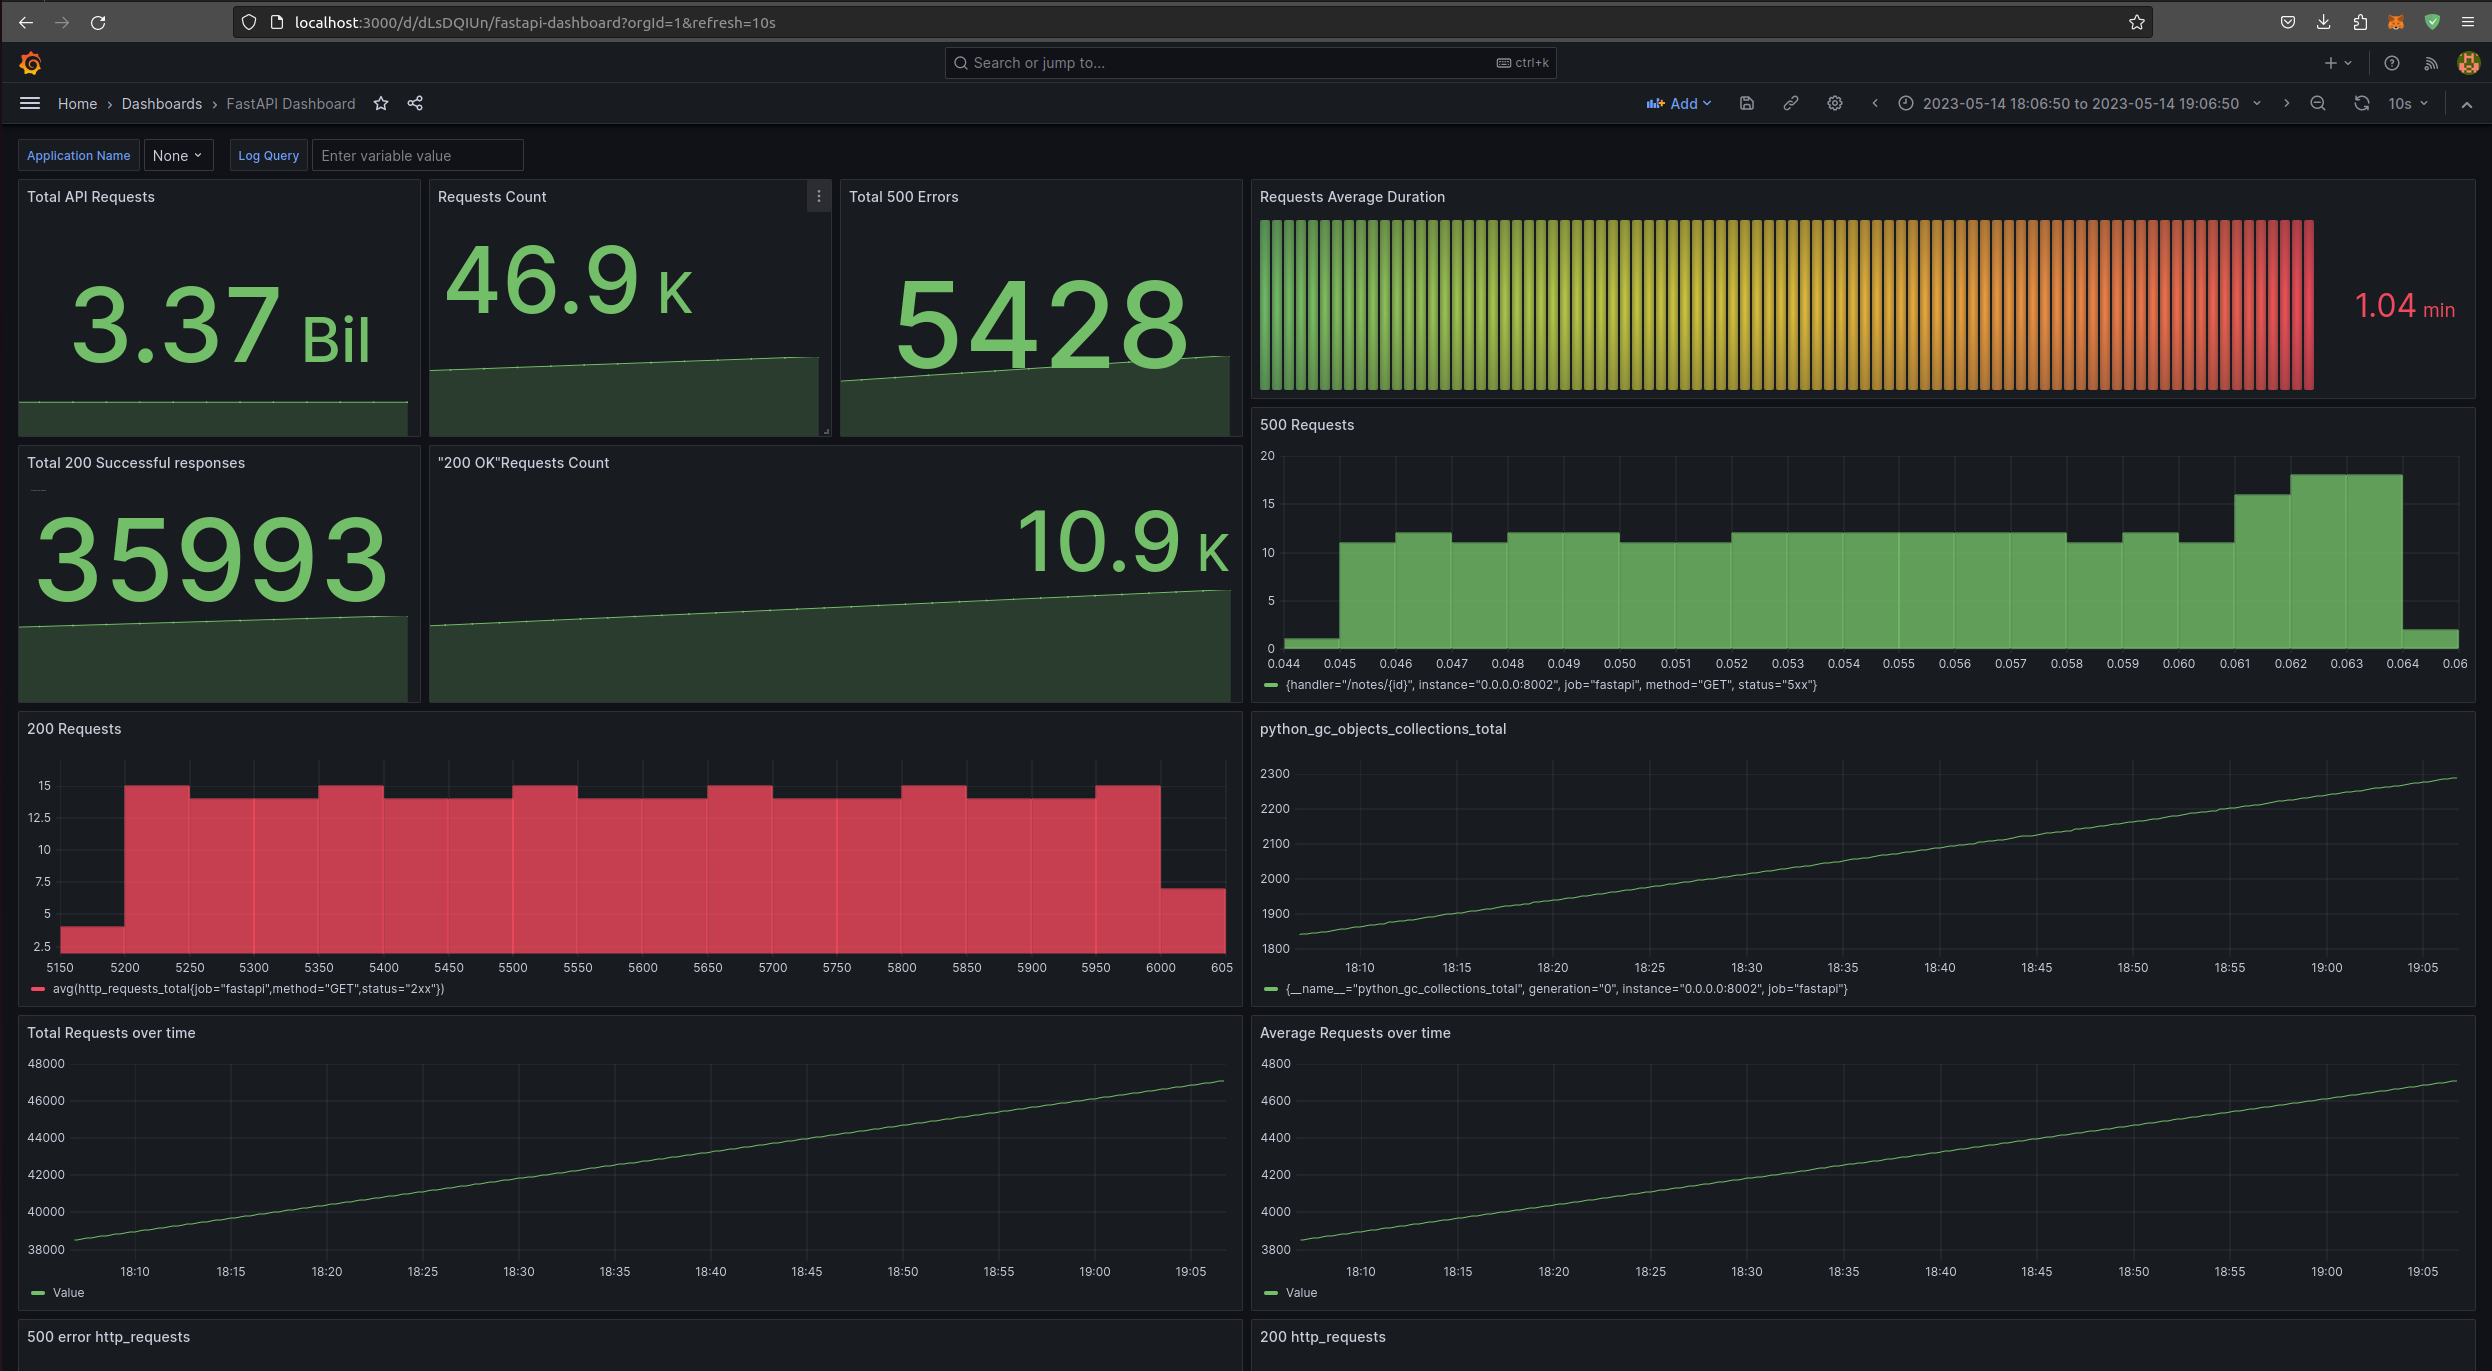 localhost:3000/d/dLsDQIUn/fastapi-dashboard?orgId=1&refresh=10s
Search or jump to...
ctrl+k
Home › Dashboards › FastAPI Dashboard
Add
2023-05-14 18:06:50 to 2023-05-14 19:06:50
10s
Application Name
None
Log Query
Enter variable value
Total API Requests
3.37 Bil
Requests Count
46.9 K
Total 500 Errors
5428
Requests Average Duration
1.04 min
Total 200 Successful responses
35993
"200 OK"Requests Count
10.9 K
500 Requests
20
15
10
5
0
0.044 0.045 0.046 0.047 0.048 0.049 0.050 0.051 0.052 0.053 0.054 0.055 0.056 0.057 0.058 0.059 0.060 0.061 0.062 0.063 0.064 0.06
{handler="/notes/{id}", instance="0.0.0.0:8002", job="fastapi", method="GET", status="5xx"}
200 Requests
15
12.5
10
7.5
5
2.5
5150 5200 5250 5300 5350 5400 5450 5500 5550 5600 5650 5700 5750 5800 5850 5900 5950 6000 605
avg(http_requests_total{job="fastapi",method="GET",status="2xx"})
python_gc_objects_collections_total
2300
2200
2100
2000
1900
1800
18:10 18:15 18:20 18:25 18:30 18:35 18:40 18:45 18:50 18:55 19:00 19:05
{__name__="python_gc_collections_total", generation="0", instance="0.0.0.0:8002", job="fastapi"}
Total Requests over time
48000
46000
44000
42000
40000
38000
18:10 18:15 18:20 18:25 18:30 18:35 18:40 18:45 18:50 18:55 19:00 19:05
Value
Average Requests over time
4800
4600
4400
4200
4000
3800
18:10 18:15 18:20 18:25 18:30 18:35 18:40 18:45 18:50 18:55 19:00 19:05
Value
500 error http_requests
200 http_requests